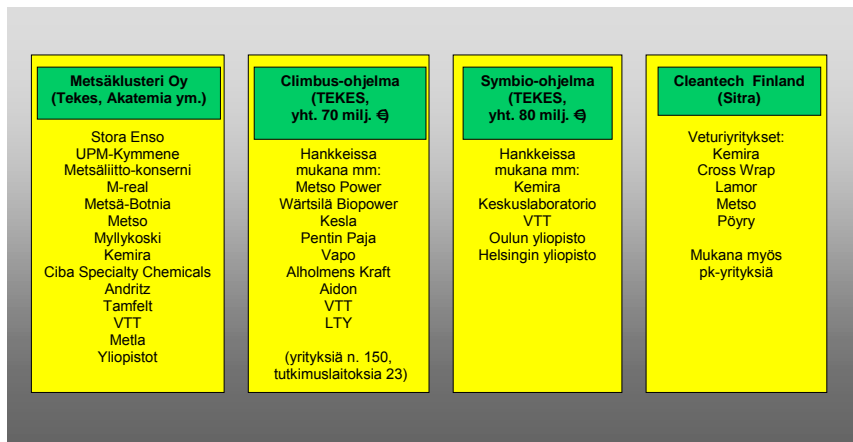 Metsäklusteri Oy
(Tekes, Akatemia ym.)
Stora Enso
UPM-Kymmene
Metsäliitto-konserni
M-real
Metsä-Botnia
Metso
Myllykoski
Kemira
Ciba Specialty Chemicals
Andritz
Tamfelt
VTT
Metla
Yliopistot
Climbus-ohjelma
(TEKES,
yht. 70 milj. €)
Hankkeissa
mukana mm:
Metso Power
Wärtsilä Biopower
Kesla
Pentin Paja
Vapo
Alholmens Kraft
Aidon
VTT
LTY
(yrityksiä n. 150,
tutkimuslaitoksia 23)
Symbio-ohjelma
(TEKES,
yht. 80 milj. €)
Hankkeissa
mukana mm:
Kemira
Keskuslaboratorio
VTT
Oulun yliopisto
Helsingin yliopisto
Cleantech Finland
(Sitra)
Veturiyritykset:
Kemira
Cross Wrap
Lamor
Metso
Pöyry
Mukana myös
pk-yrityksiä